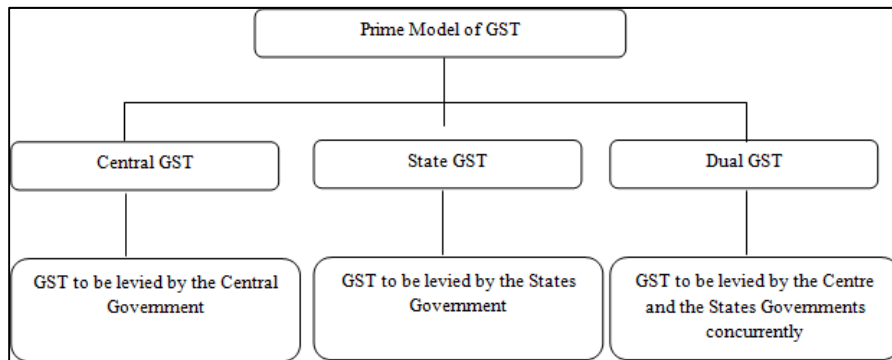 Prime Model of GST
Central GST
State GST
Dual GST
GST to be levied by the Central
Government
GST to be levied by the States
Government
GST to be levied by the Centre
and the States Governments
concurrently